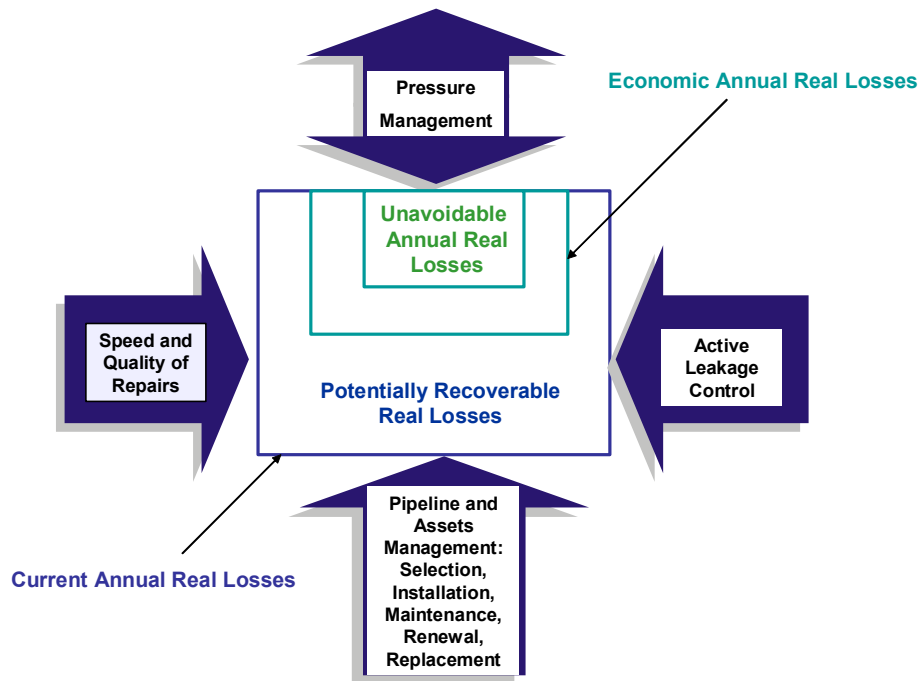 Pressure
Management
Economic Annual Real Losses
Unavoidable
Annual Real
Losses
Speed and
Quality of
Repairs
Active
Leakage
Control
Potentially Recoverable
Real Losses
Pipeline and
Assets
Management:
Selection,
Installation,
Maintenance,
Renewal,
Replacement
Current Annual Real Losses